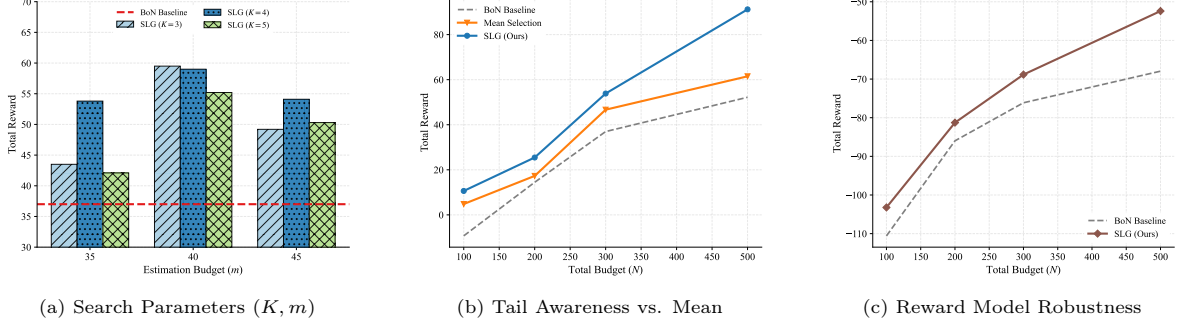 70
65
60
55
50
45
40
35
30
Total Reward
BoN Baseline
SLG (K=3)
SLG (K=4)
SLG (K=5)
35
40
45
Estimation Budget (m)
(a) Search Parameters (K, m)
80
60
40
20
0
Total Reward
BoN Baseline
Mean Selection
SLG (Ours)
100 150 200 250 300 350 400 450 500
Total Budget (N)
(b) Tail Awareness vs. Mean
−50
−60
−70
−80
−90
−100
−110
Total Reward
BoN Baseline
SLG (Ours)
100 150 200 250 300 350 400 450 500
Total Budget (N)
(c) Reward Model Robustness